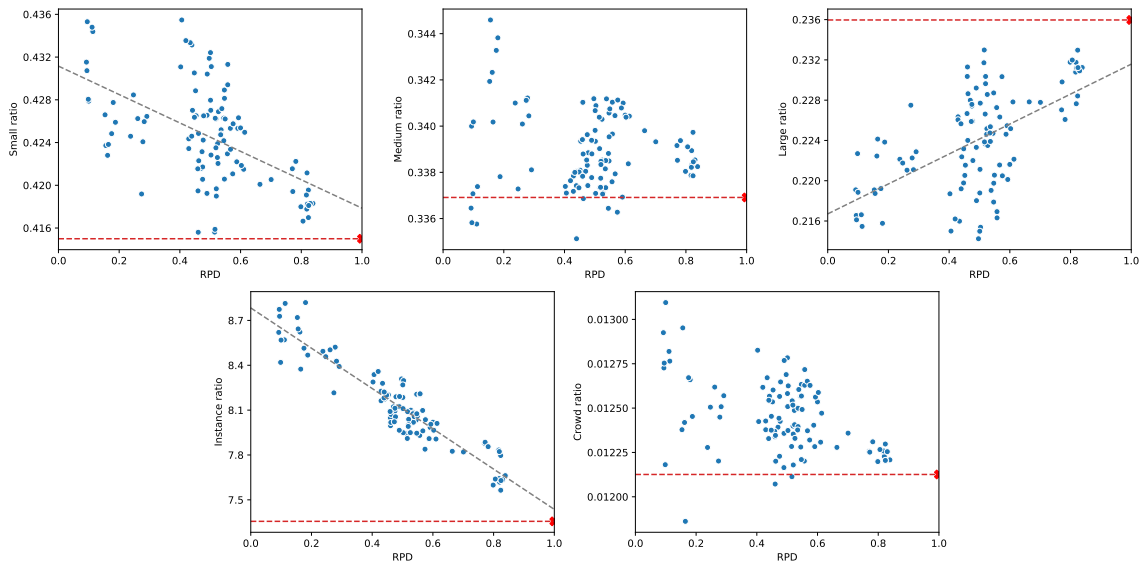 0.436
0.432
0.428
0.424
0.420
0.416
Small ratio
0.0 0.2 0.4 0.6 0.8 1.0
RPD
0.344
0.342
0.340
0.338
0.336
Medium ratio
0.0 0.2 0.4 0.6 0.8 1.0
RPD
0.236
0.232
0.228
0.224
0.220
0.216
Large ratio
0.0 0.2 0.4 0.6 0.8 1.0
RPD
8.7
8.4
8.1
7.8
7.5
Instance ratio
0.0 0.2 0.4 0.6 0.8 1.0
RPD
0.01300
0.01275
0.01250
0.01225
0.01200
Crowd ratio
0.0 0.2 0.4 0.6 0.8 1.0
RPD